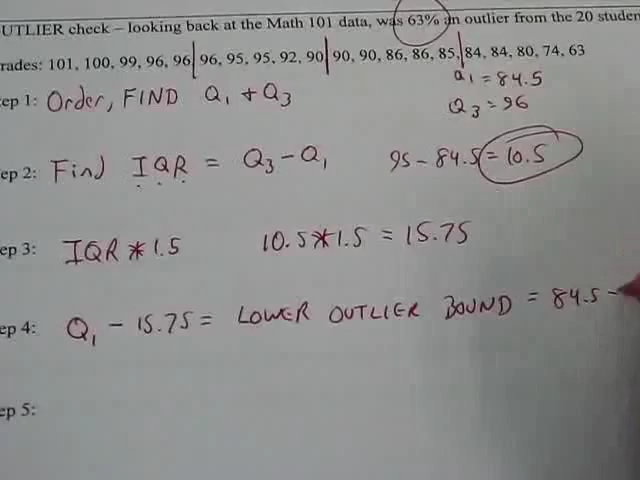 UTLIER check – looking back at the Math 101 data, was 63% an outlier from the 20 studen
rades: 101, 100, 99, 96, 96 96, 95, 95, 92, 90 90, 90, 86, 86, 85, 84, 84, 80, 74, 63
Q1 = 84.5
ep 1: Order, FIND Q1 + Q3
Q3 = 96
ep 2: Find IQR = Q3 - Q1 95 - 84.5 = 10.5
ep 3: IQR * 1.5 10.5 * 1.5 = 15.75
ep 4: Q1 - 15.75 = LOWER OUTLIER BOUND = 84.5 -
ep 5: